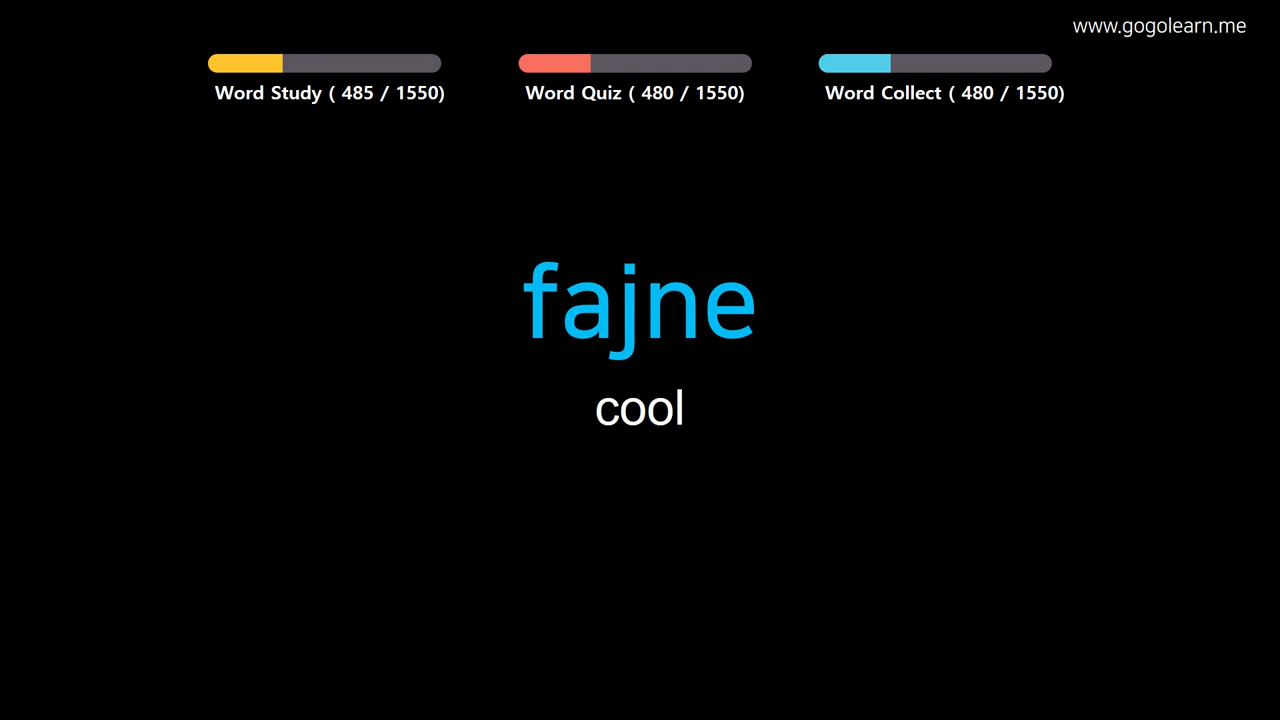 www.gogolearn.me
Word Study ( 485 / 1550)
Word Quiz ( 480 / 1550)
Word Collect ( 480 / 1550)
fajne
cool